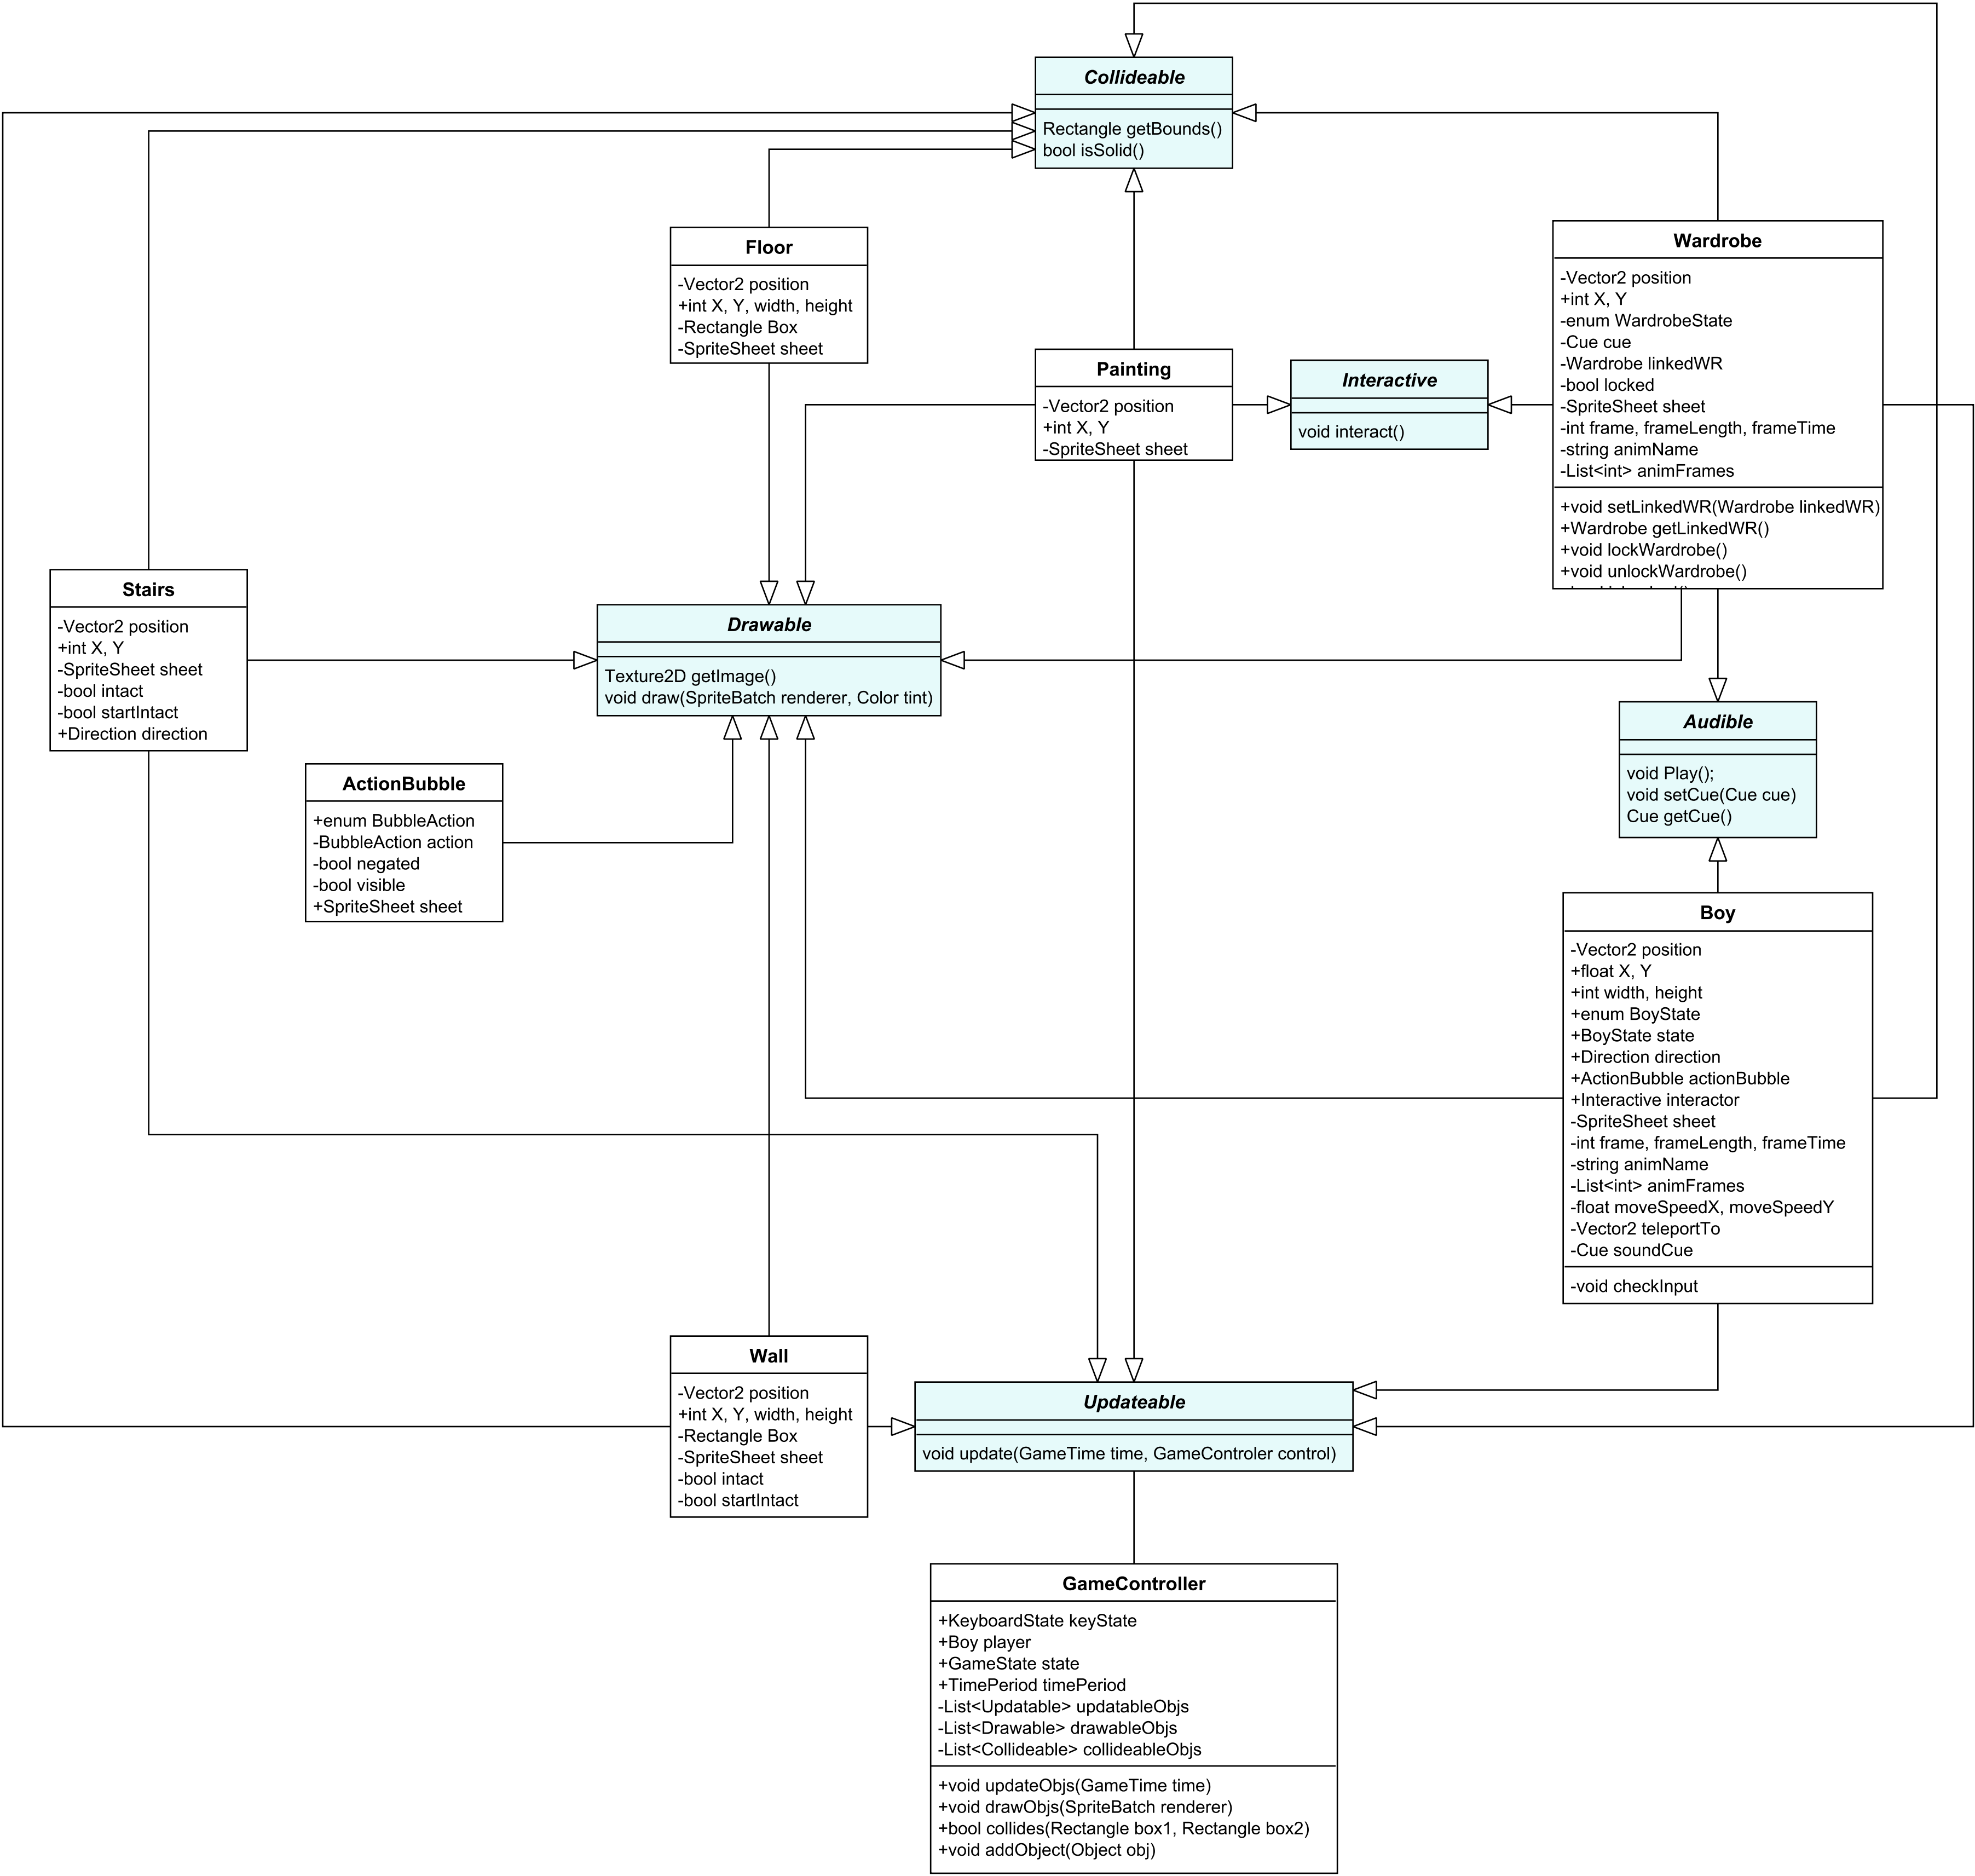 Collideable
Rectangle getBounds()
bool isSolid()
Floor
-Vector2 position
+int X, Y, width, height
-Rectangle Box
-SpriteSheet sheet
Wardrobe
-Vector2 position
+int X, Y
-enum WardrobeState
-Cue cue
-Wardrobe linkedWR
-bool locked
-SpriteSheet sheet
-int frame, frameLength, frameTime
-string animName
-List<int> animFrames
+void setLinkedWR(Wardrobe linkedWR)
+Wardrobe getLinkedWR()
+void lockWardrobe()
+void unlockWardrobe()
Painting
-Vector2 position
+int X, Y
-SpriteSheet sheet
Interactive
void interact()
Stairs
-Vector2 position
+int X, Y
-SpriteSheet sheet
-bool intact
-bool startIntact
+Direction direction
Drawable
Texture2D getImage()
void draw(SpriteBatch renderer, Color tint)
Audible
void Play();
void setCue(Cue cue)
Cue getCue()
ActionBubble
+enum BubbleAction
-BubbleAction action
-bool negated
-bool visible
+SpriteSheet sheet
Boy
-Vector2 position
+float X, Y
+int width, height
+enum BoyState
+BoyState state
+Direction direction
+ActionBubble actionBubble
+Interactive interactor
-SpriteSheet sheet
-int frame, frameLength, frameTime
-string animName
-List<int> animFrames
-float moveSpeedX, moveSpeedY
-Vector2 teleportTo
-Cue soundCue
-void checkInput
Wall
-Vector2 position
+int X, Y, width, height
-Rectangle Box
-SpriteSheet sheet
-bool intact
-bool startIntact
Updateable
void update(GameTime time, GameControler control)
GameController
+KeyboardState keyState
+Boy player
+GameState state
+TimePeriod timePeriod
-List<Updatable> updatableObjs
-List<Drawable> drawableObjs
-List<Collideable> collideableObjs
+void updateObjs(GameTime time)
+void drawObjs(SpriteBatch renderer)
+bool collides(Rectangle box1, Rectangle box2)
+void addObject(Object obj)